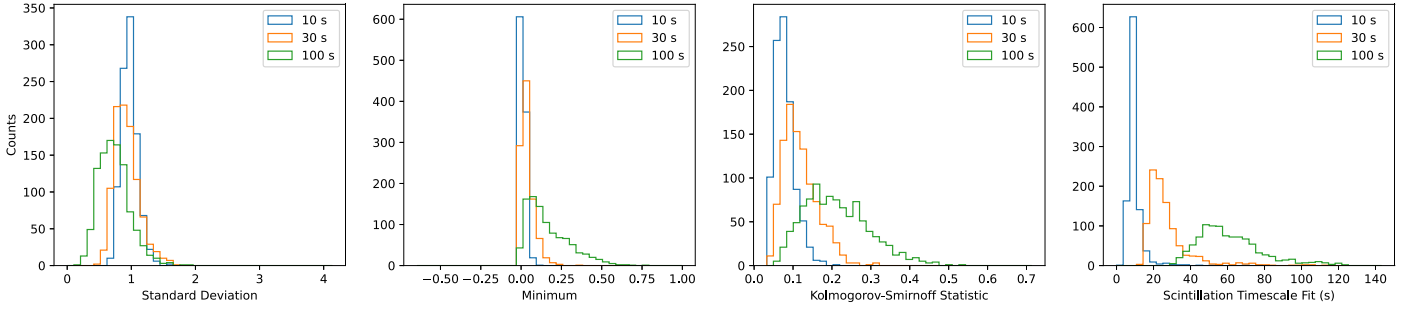 350
300
250
200
150
100
50
0
Counts
0 1 2 3 4
Standard Deviation
10 s
30 s
100 s
600
500
400
300
200
100
0
−0.50 −0.25 0.00 0.25 0.50 0.75 1.00
Minimum
10 s
30 s
100 s
250
200
150
100
50
0
0.0 0.1 0.2 0.3 0.4 0.5 0.6 0.7
Kolmogorov-Smirnoff Statistic
10 s
30 s
100 s
600
500
400
300
200
100
0
0 20 40 60 80 100 120 140
Scintillation Timescale Fit (s)
10 s
30 s
100 s